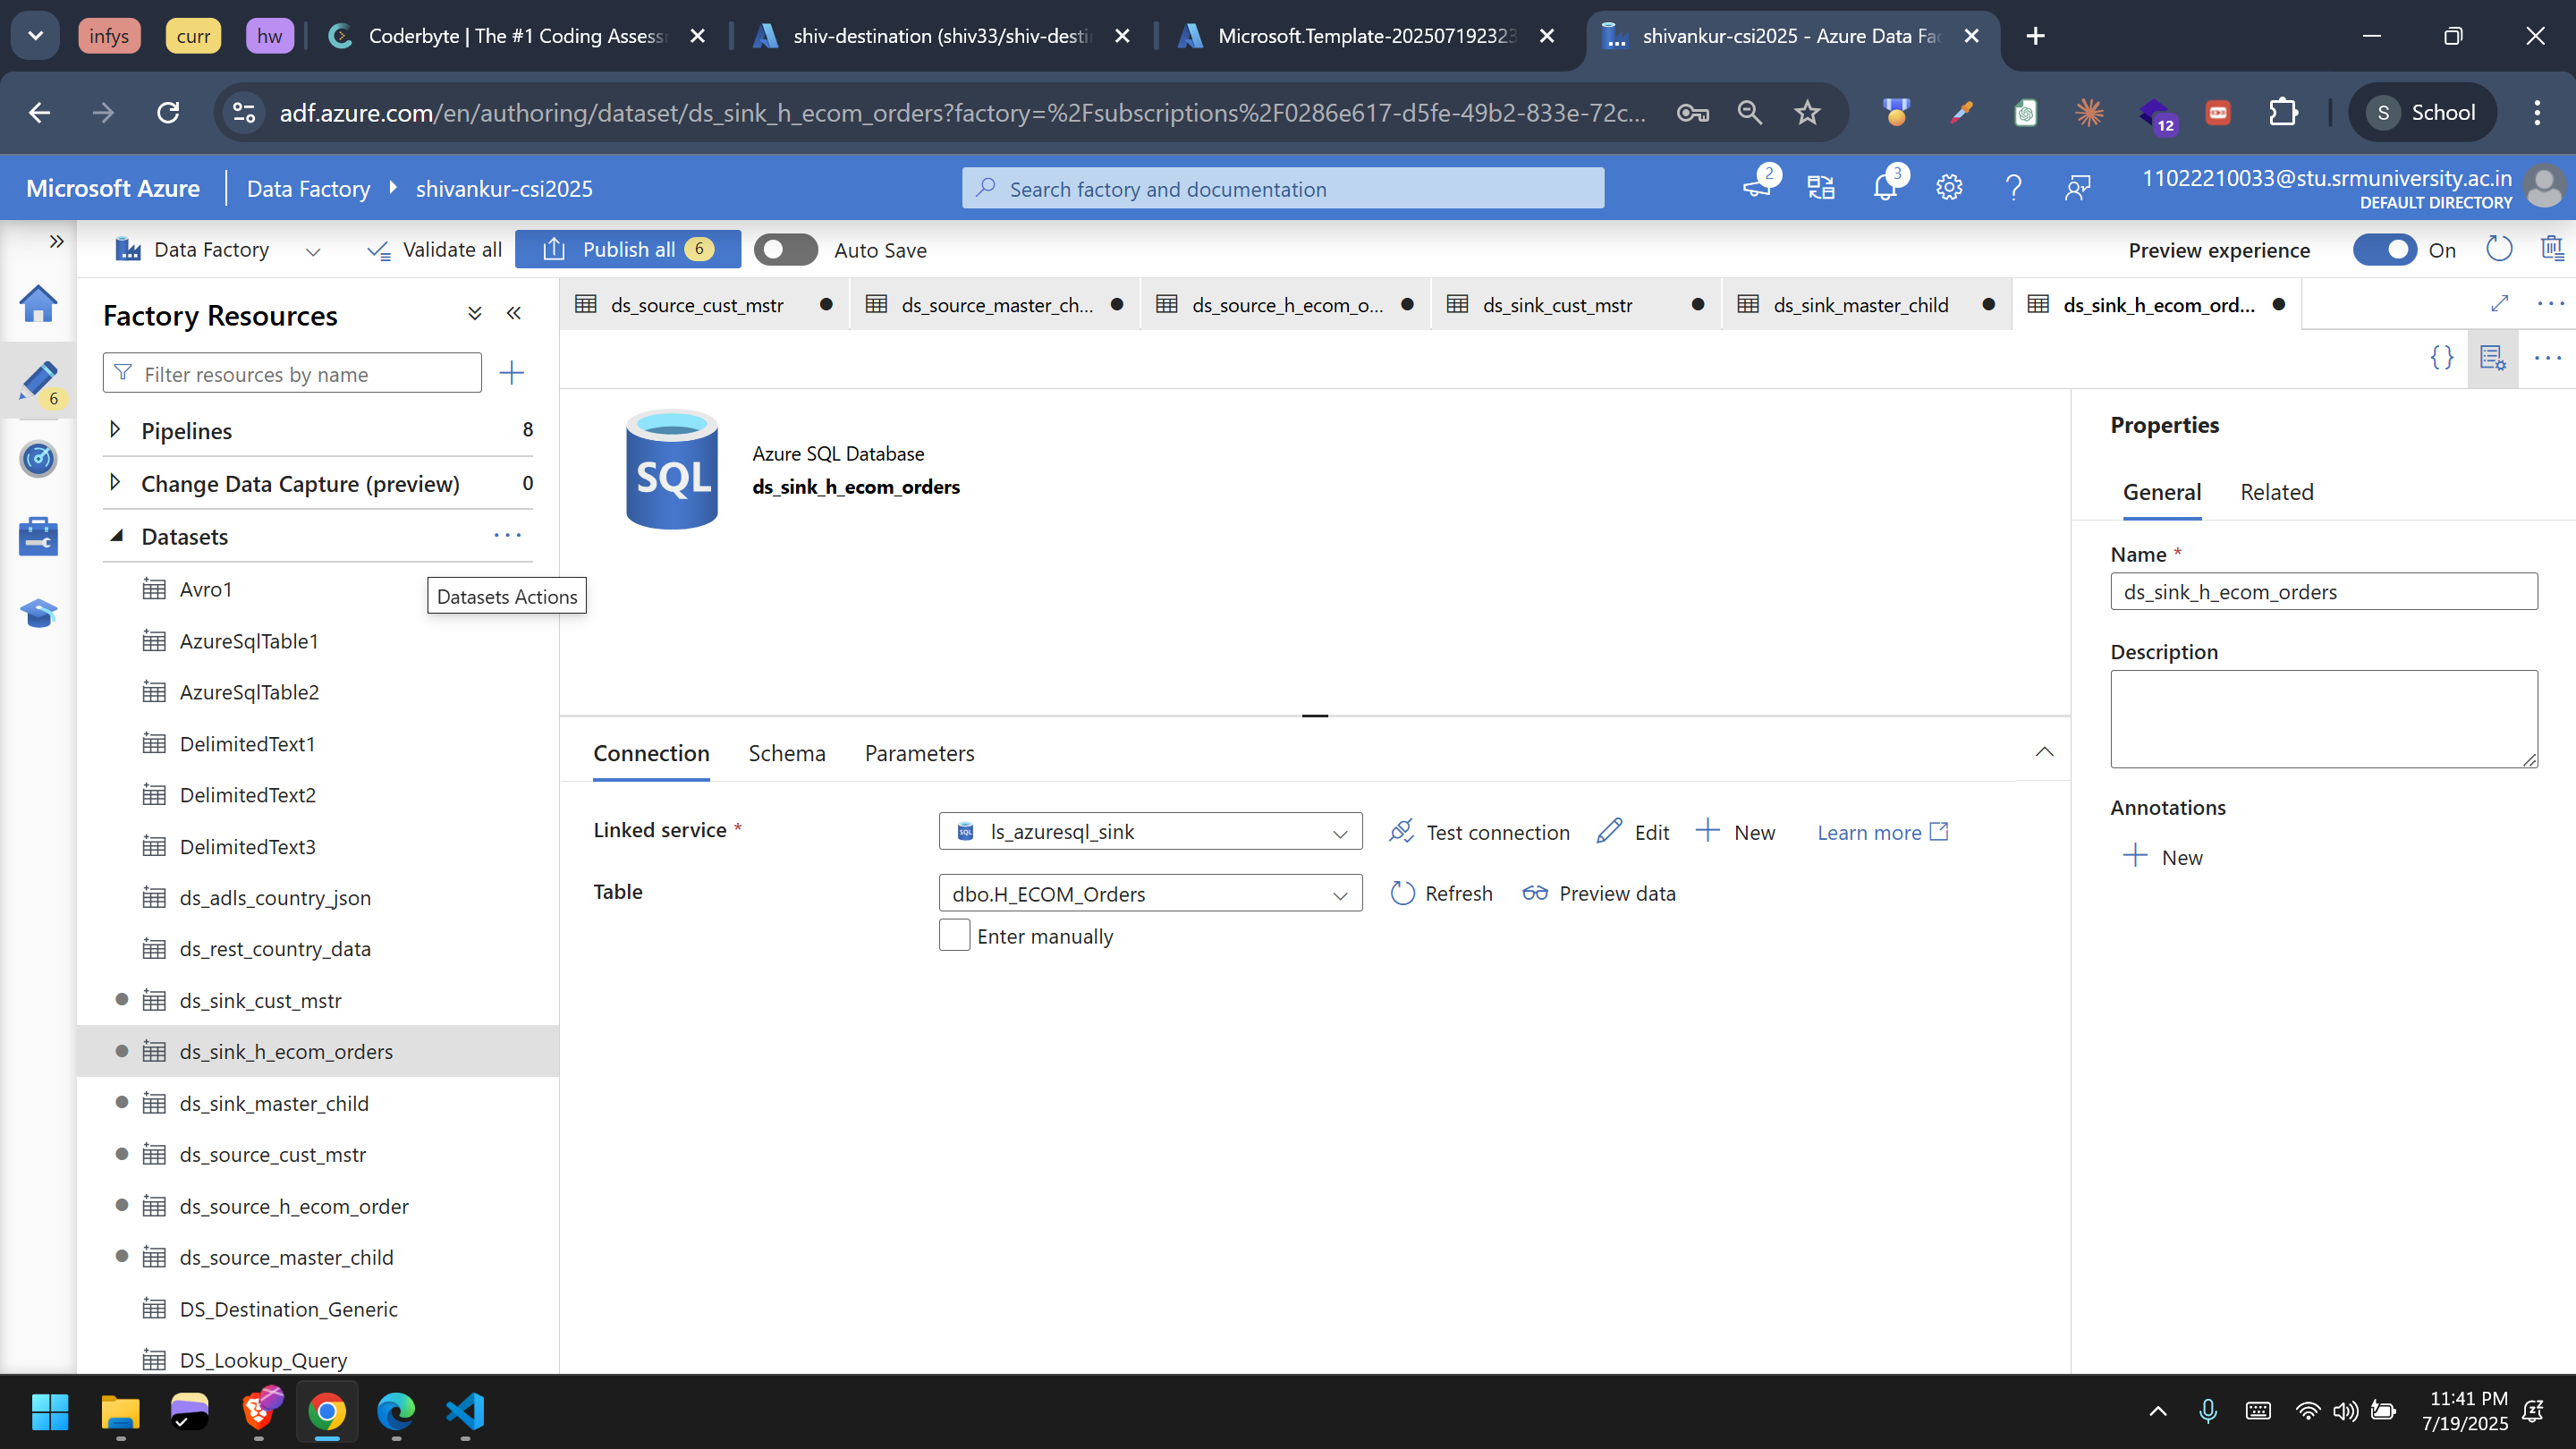 infys
curr
hw
Coderbyte | The #1 Coding Assessr
shiv-destination (shiv33/shiv-destin
Microsoft.Template-202507192323
shivankur-csi2025 - Azure Data Fac
adf.azure.com/en/authoring/dataset/ds_sink_h_ecom_orders?factory=%2Fsubscriptions%2F0286e617-d5fe-49b2-833e-72c...
12
S
School
Microsoft Azure
Data Factory
shivankur-csi2025
Search factory and documentation
2
3
11022210033@stu.srmuniversity.ac.in
DEFAULT DIRECTORY
Data Factory
Validate all
Publish all 6
Auto Save
Preview experience
On
6
Factory Resources
Filter resources by name
Pipelines 8
Change Data Capture (preview) 0
Datasets
Datasets Actions
Avro1
AzureSqlTable1
AzureSqlTable2
DelimitedText1
DelimitedText2
DelimitedText3
ds_adls_country_json
ds_rest_country_data
ds_sink_cust_mstr
ds_sink_h_ecom_orders
ds_sink_master_child
ds_source_cust_mstr
ds_source_h_ecom_order
ds_source_master_child
DS_Destination_Generic
DS_Lookup_Query
ds_source_cust_mstr
ds_source_master_ch...
ds_source_h_ecom_o...
ds_sink_cust_mstr
ds_sink_master_child
ds_sink_h_ecom_ord...
SQL
Azure SQL Database
ds_sink_h_ecom_orders
Connection
Schema
Parameters
Linked service *
SQL
ls_azuresql_sink
Test connection
Edit
New
Learn more
Table
dbo.H_ECOM_Orders
Refresh
Preview data
Enter manually
Properties
General
Related
Name *
ds_sink_h_ecom_orders
Description
Annotations
New
11:41 PM
7/19/2025